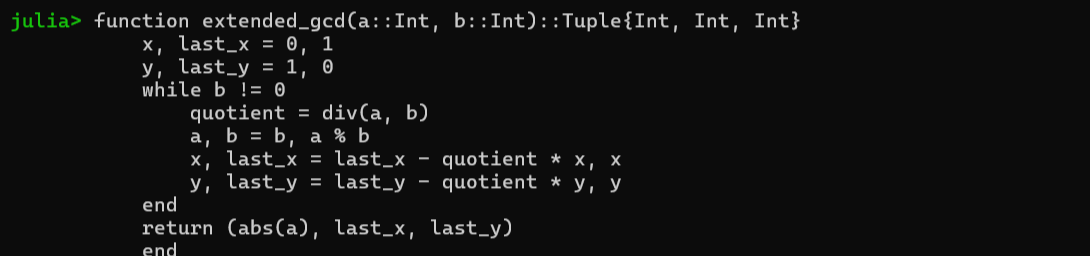 julia> function extended_gcd(a::Int, b::Int)::Tuple{Int, Int, Int}
           x, last_x = 0, 1
           y, last_y = 1, 0
           while b != 0
               quotient = div(a, b)
               a, b = b, a % b
               x, last_x = last_x - quotient * x, x
               y, last_y = last_y - quotient * y, y
           end
           return (abs(a), last_x, last_y)
           end